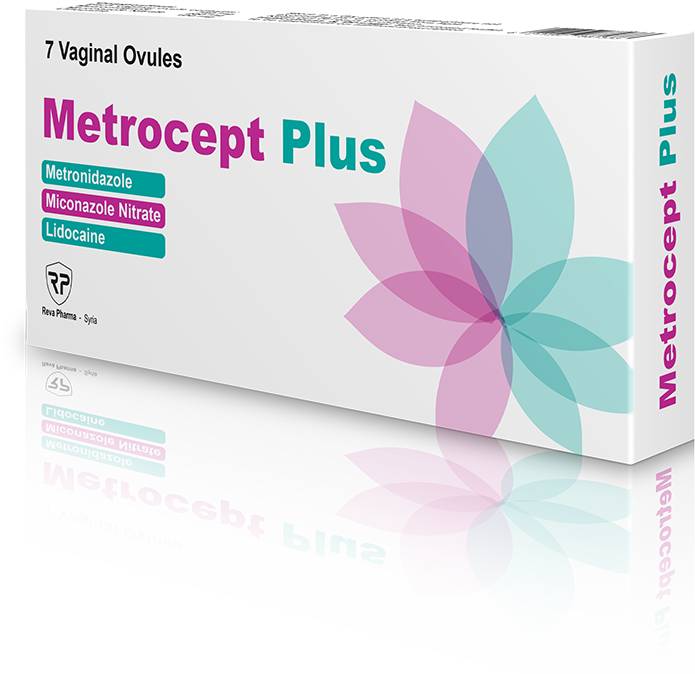 7 Vaginal Ovules
Metrocept Plus
Metronidazole
Miconazole Nitrate
Lidocaine
RP
Reva Pharma - Syria
Metrocept Plus